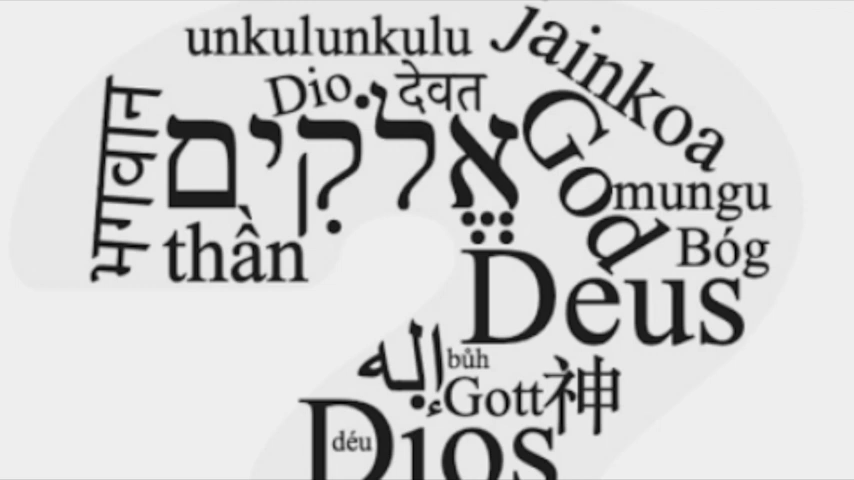 unkulunkulu
Jainkoa
Dio
देवत
भगवान
אֱלֹקִים
God
mungu
Bóg
thần
Deus
إله
bůh
Gott
神
Dios
déu